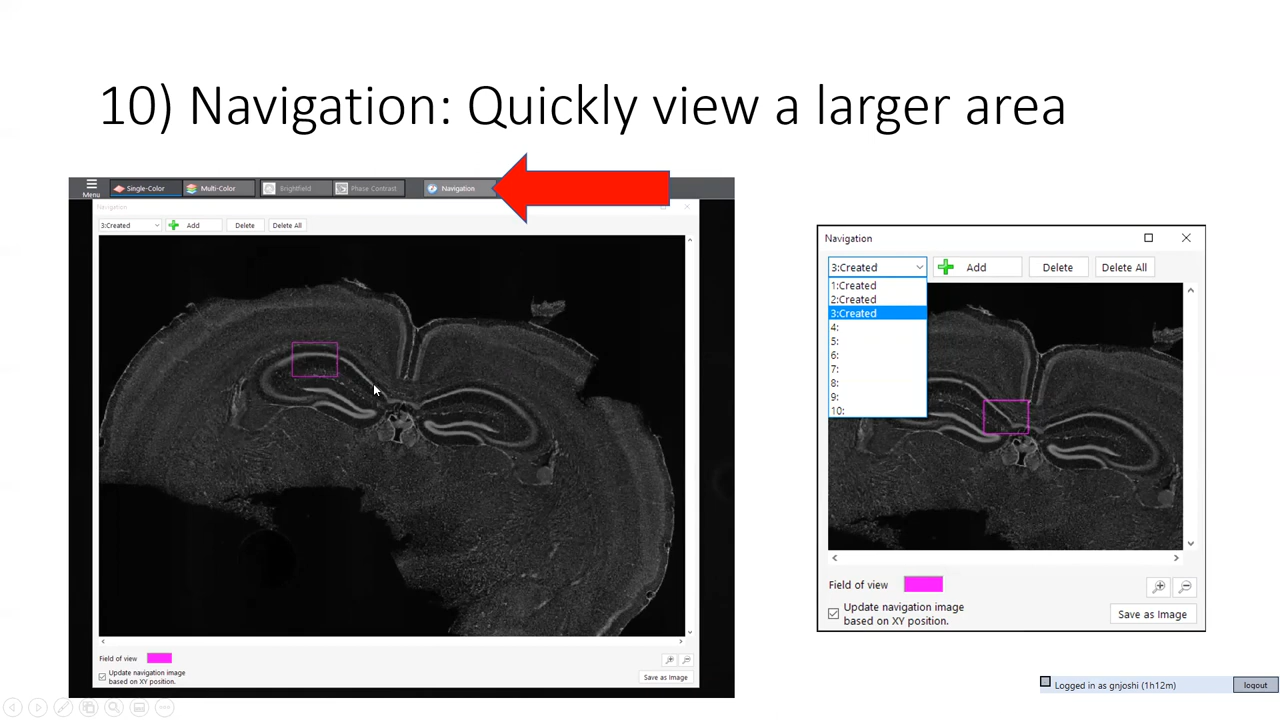 10) Navigation: Quickly view a larger area
Menu
Single-Color
Multi-Color
Brightfield
Phase Contrast
Navigation
Navigation
3:Created
Add
Delete
Delete All
Field of view
Update navigation image
based on XY position.
Save as Image
Navigation
3:Created
Add
Delete
Delete All
1:Created
2:Created
3:Created
4:
5:
6:
7:
8:
9:
10:
Field of view
Update navigation image
based on XY position.
Save as Image
Logged in as gnjoshi (1h12m)
logout